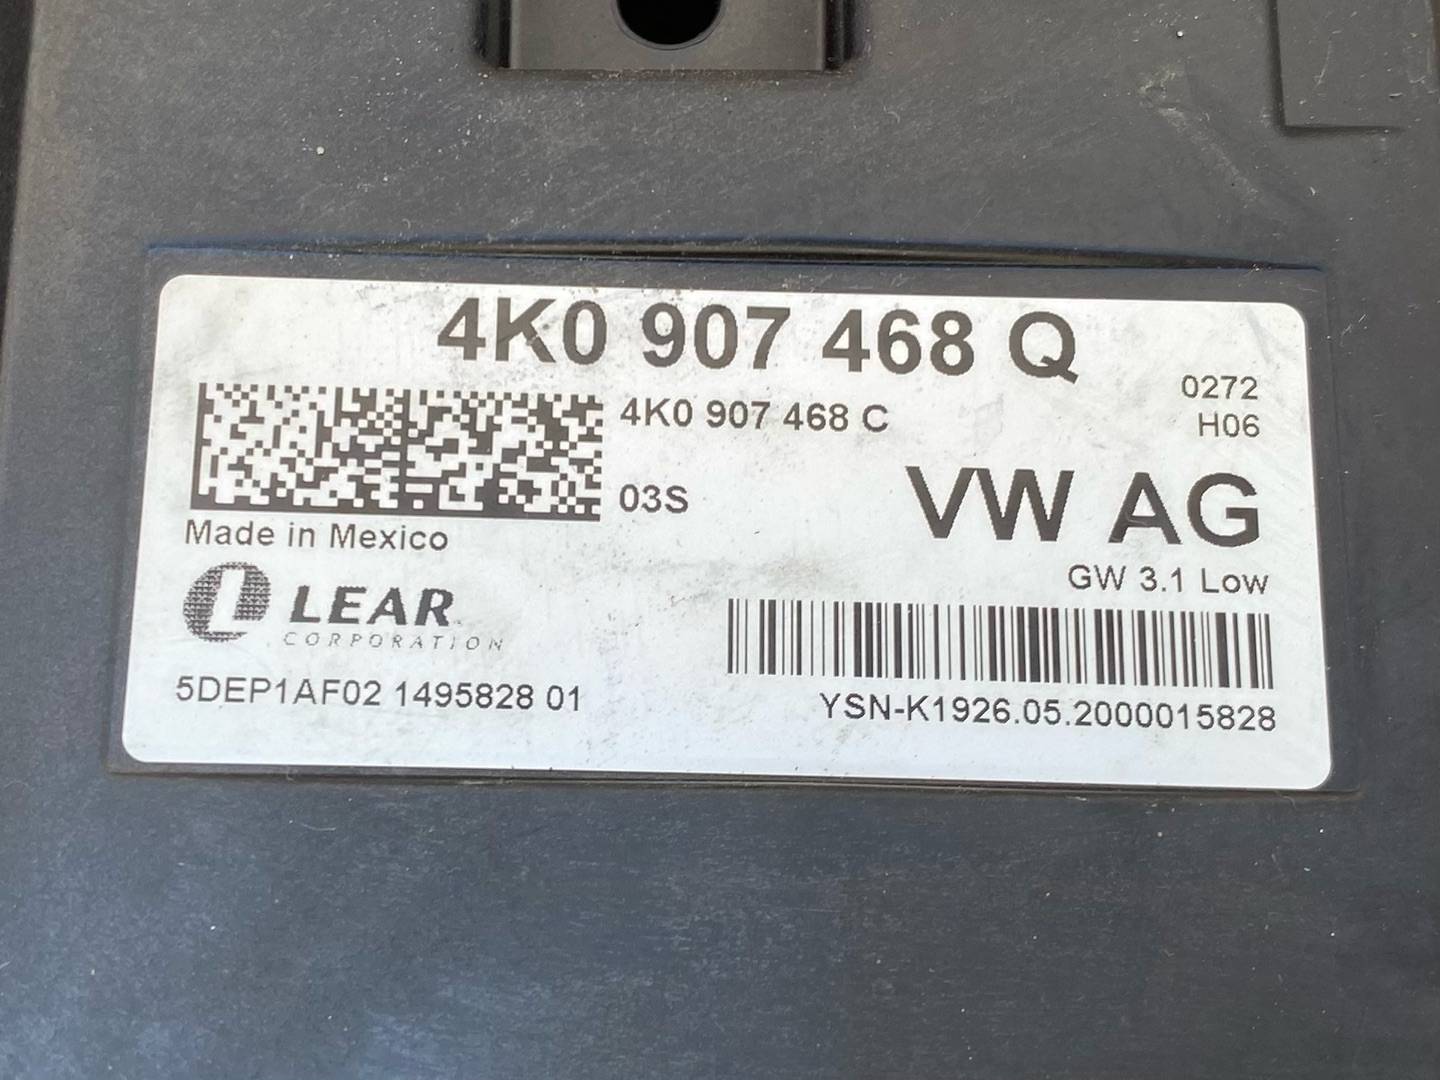 4K0 907 468 Q
0272
4K0 907 468 C
H06
03S
VW AG
Made in Mexico
GW 3.1 Low
LEAR
CORPORATION
5DEP1AF02 1495828 01
YSN-K1926.05.2000015828